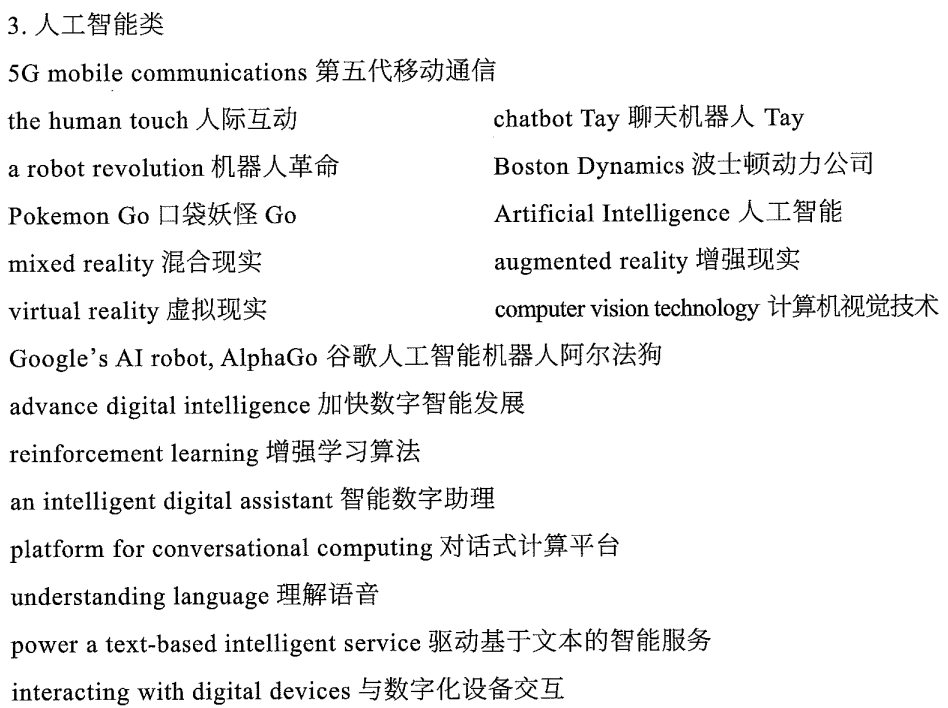 3. 人工智能类
5G mobile communications 第五代移动通信
the human touch 人际互动 chatbot Tay 聊天机器人 Tay
a robot revolution 机器人革命 Boston Dynamics 波士顿动力公司
Pokemon Go 口袋妖怪 Go Artificial Intelligence 人工智能
mixed reality 混合现实 augmented reality 增强现实
virtual reality 虚拟现实 computer vision technology 计算机视觉技术
Google's AI robot, AlphaGo 谷歌人工智能机器人阿尔法狗
advance digital intelligence 加快数字智能发展
reinforcement learning 增强学习算法
an intelligent digital assistant 智能数字助理
platform for conversational computing 对话式计算平台
understanding language 理解语音
power a text-based intelligent service 驱动基于文本的智能服务
interacting with digital devices 与数字化设备交互